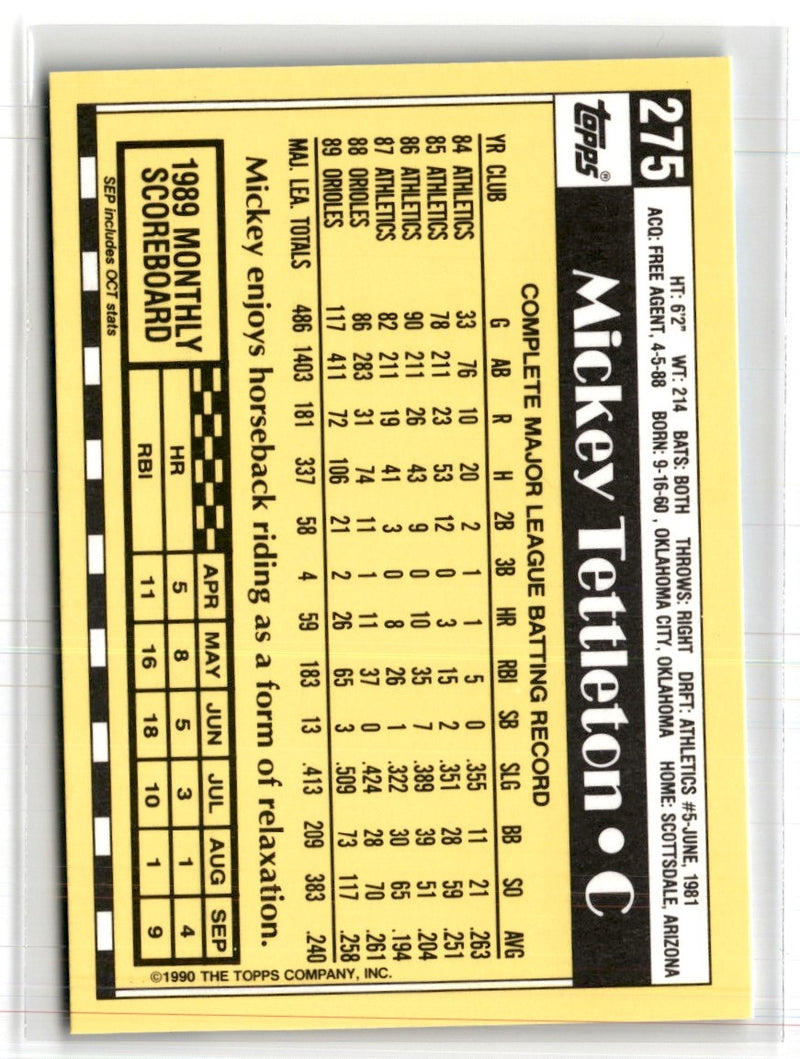 275
HT: 6'2" WT: 214 BATS: BOTH THROWS: RIGHT DRFT: ATHLETICS #5-JUNE, 1981
ACQ: FREE AGENT, 4-5-88 BORN: 9-16-60, OKLAHOMA CITY, OKLAHOMA HOME: SCOTTSDALE, ARIZONA
topps®
Mickey Tettleton • C
COMPLETE MAJOR LEAGUE BATTING RECORD
YR CLUB G AB R H 2B 3B HR RBI SB SLG BB SO AVG
84 ATHLETICS 33 76 10 20 2 1 1 5 0 .355 11 21 .263
85 ATHLETICS 78 211 23 53 12 0 3 15 2 .351 28 59 .251
86 ATHLETICS 90 211 26 43 9 0 10 35 7 .389 39 51 .204
87 ATHLETICS 82 211 19 41 3 0 8 26 1 .322 30 65 .194
88 ORIOLES 86 283 31 74 11 1 11 37 0 .424 28 70 .261
89 ORIOLES 117 411 72 106 21 2 26 65 3 .509 73 117 .258
MAJ. LEA. TOTALS 486 1403 181 337 58 4 59 183 13 .413 209 383 .240
Mickey enjoys horseback riding as a form of relaxation.
1989 MONTHLY
SCOREBOARD
APR MAY JUN JUL AUG SEP
HR 5 8 5 3 1 4
RBI 11 16 18 10 1 9
SEP includes OCT stats
©1990 THE TOPPS COMPANY, INC.